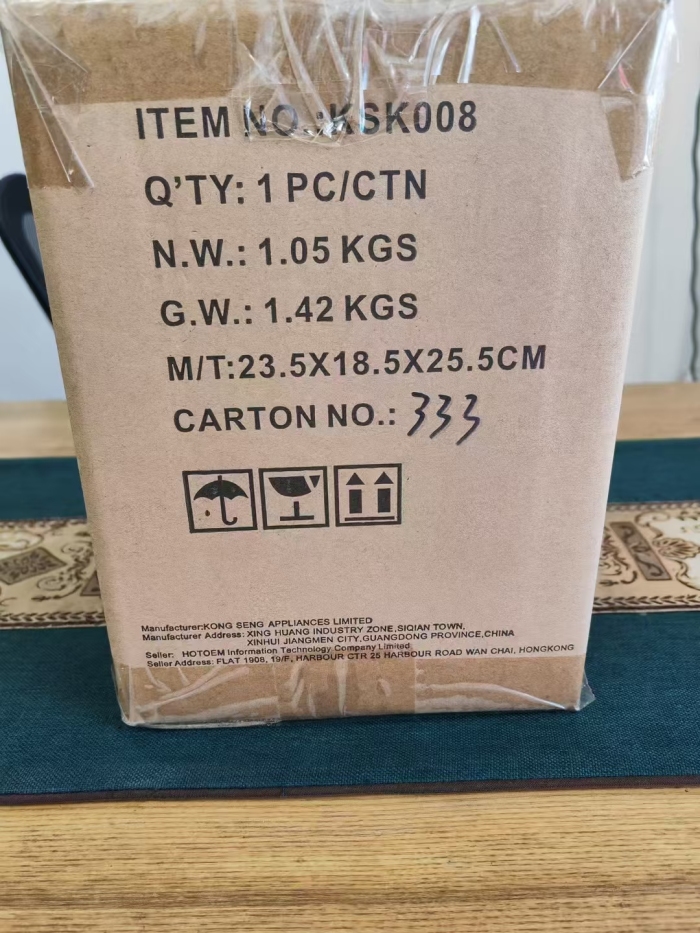 ITEM NO.:KSK008
Q'TY: 1 PC/CTN
N.W.: 1.05 KGS
G.W.: 1.42 KGS
M/T:23.5X18.5X25.5CM
CARTON NO.: 333
Manufacturer:KONG SENG APPLIANCES LIMITED
Manufacturer Address: XING HUANG INDUSTRY ZONE,SIQIAN TOWN,
XINHUI JIANGMEN CITY,GUANGDONG PROVINCE,CHINA
Seller: HOTOEM Information Technology Company Limited
Seller Address: FLAT 1908, 19/F, HARBOUR CTR 25 HARBOUR ROAD WAN CHAI, HONGKONG